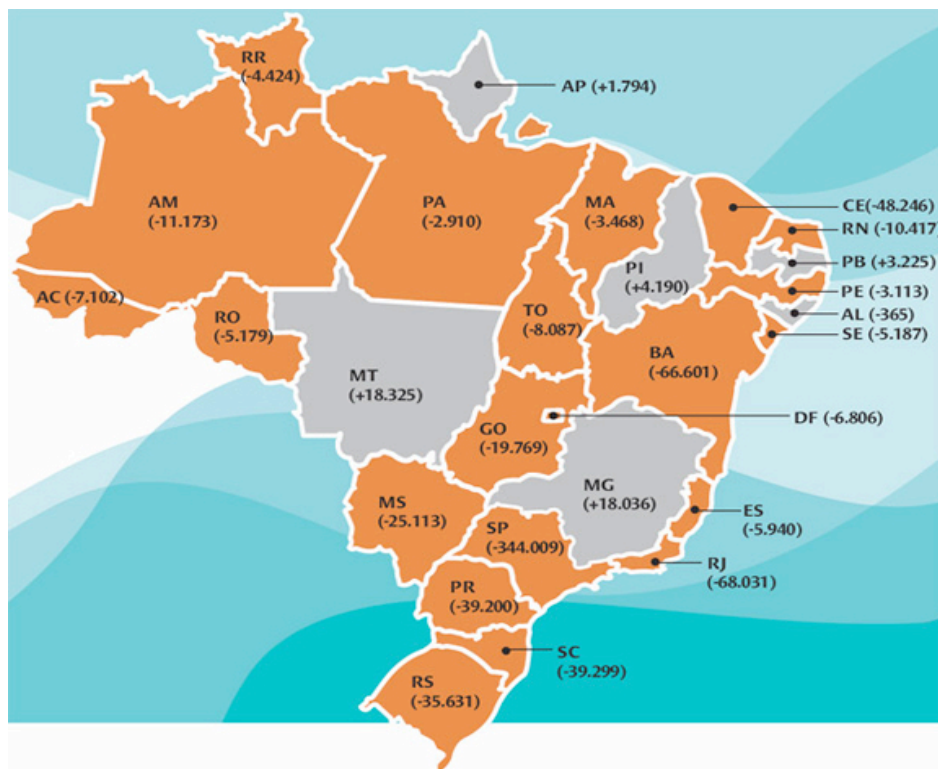 RR
(-4.424)
AP (+1.794)
AM
(-11.173)
PA
(-2.910)
MA
(-3.468)
CE(-48.246)
RN (-10.417)
PI
(+4.190)
PB (+3.225)
PE (-3.113)
AC (-7.102)
RO
(-5.179)
TO
(-8.087)
AL (-365)
SE (-5.187)
BA
(-66.601)
MT
(+18.325)
DF (-6.806)
GO
(-19.769)
MG
(+18.036)
MS
(-25.113)
ES
(-5.940)
SP
(-344.009)
RJ
(-68.031)
PR
(-39.200)
SC
(-39.299)
RS
(-35.631)